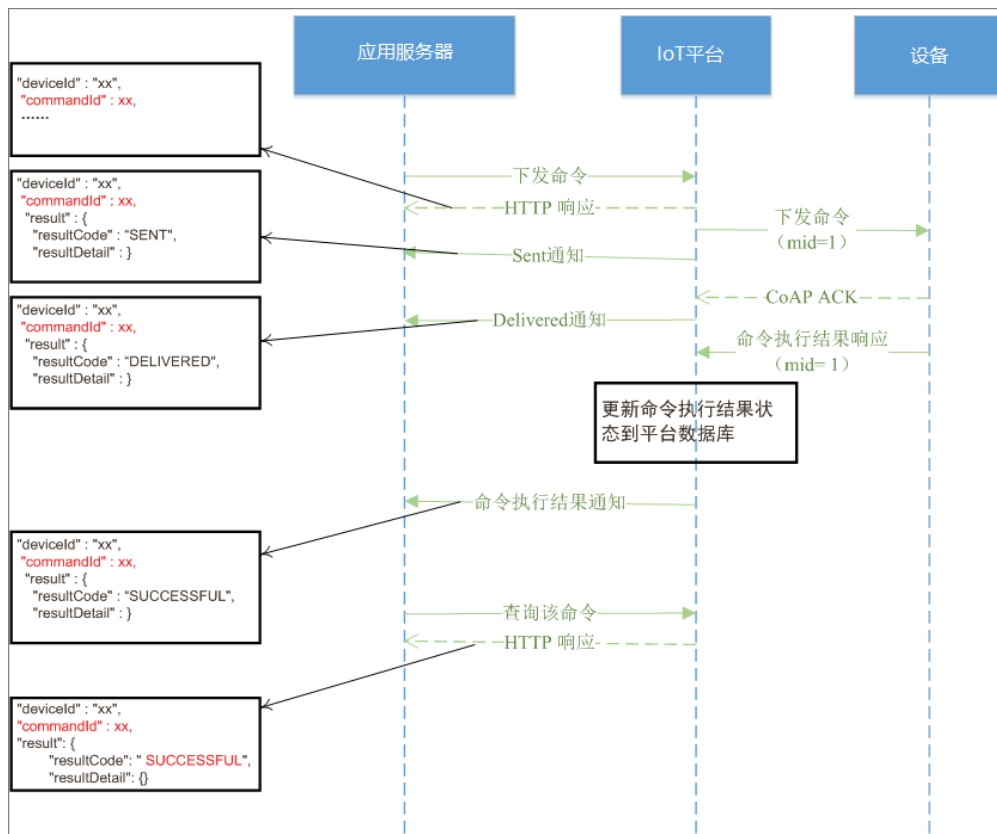 应用服务器
IoT平台
设备
"deviceId" : "xx",
"commandId" : xx,
......
下发命令
HTTP 响应
"deviceId" : "xx",
"commandId" : xx,
"result" : {
"resultCode" : "SENT",
"resultDetail" : }
下发命令
（mid=1）
Sent通知
CoAP ACK
"deviceId" : "xx",
"commandId" : xx,
"result" : {
"resultCode" : "DELIVERED",
"resultDetail" : }
Delivered通知
命令执行结果响应
（mid= 1）
更新命令执行结果状
态到平台数据库
命令执行结果通知
"deviceId" : "xx",
"commandId" : xx,
"result" : {
"resultCode" : "SUCCESSFUL",
"resultDetail" : }
查询该命令
HTTP 响应
"deviceId" : "xx",
"commandId" : xx,
"result": {
"resultCode": " SUCCESSFUL",
"resultDetail": {}